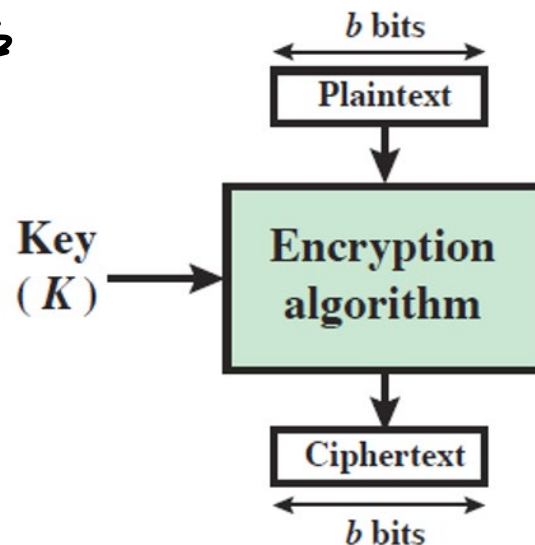 b bits
Plaintext
Key
( K )
Encryption
algorithm
Ciphertext
b bits